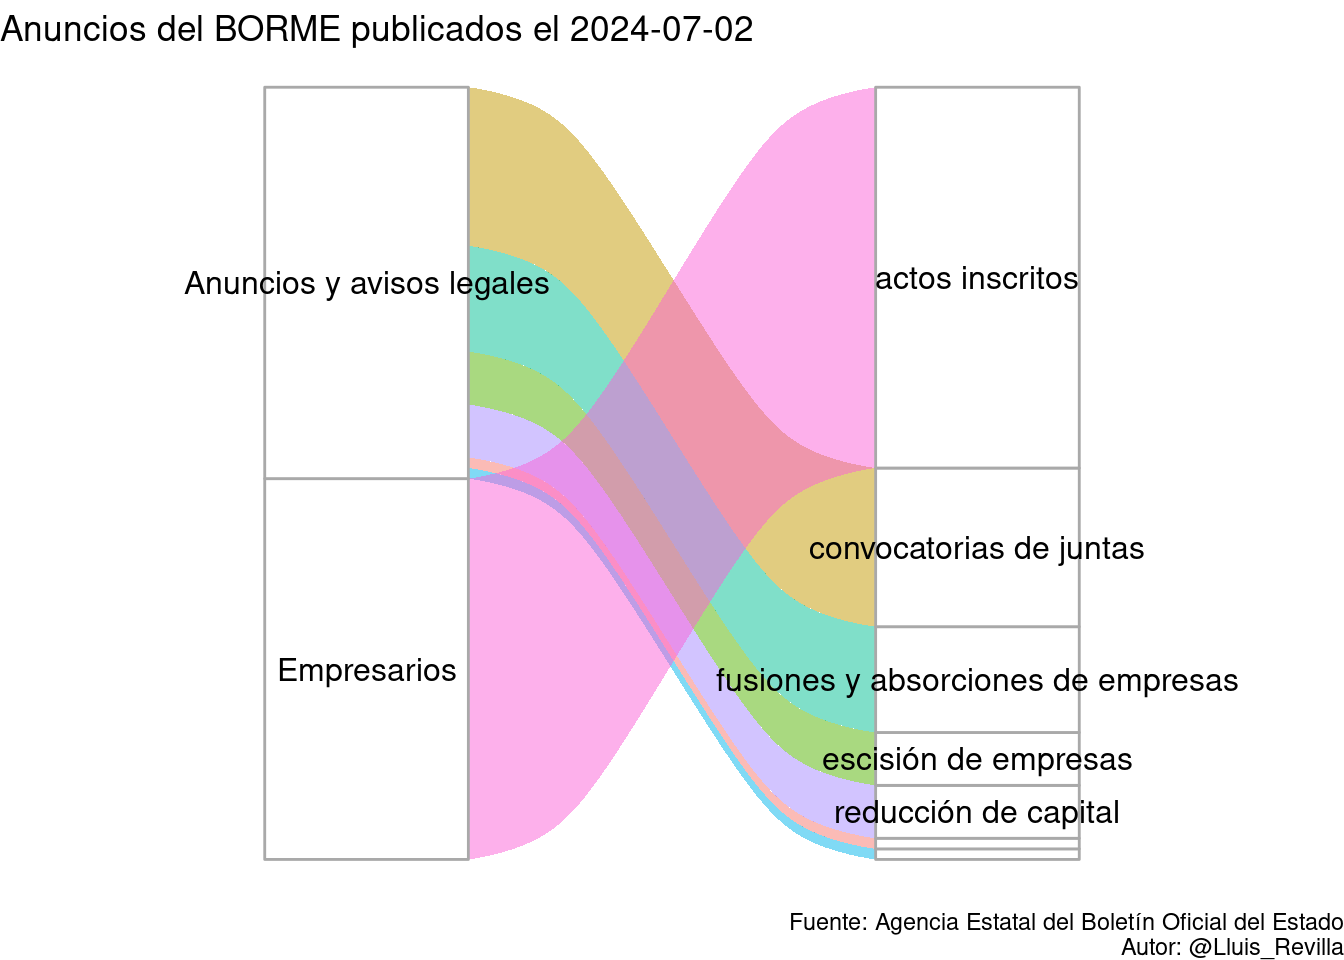 Anuncios del BORME publicados el 2024-07-02
Anuncios y avisos legales
Empresarios
actos inscritos
convocatorias de juntas
fusiones y absorciones de empresas
escisión de empresas
reducción de capital
Fuente: Agencia Estatal del Boletín Oficial del Estado
Autor: @Lluis_Revilla